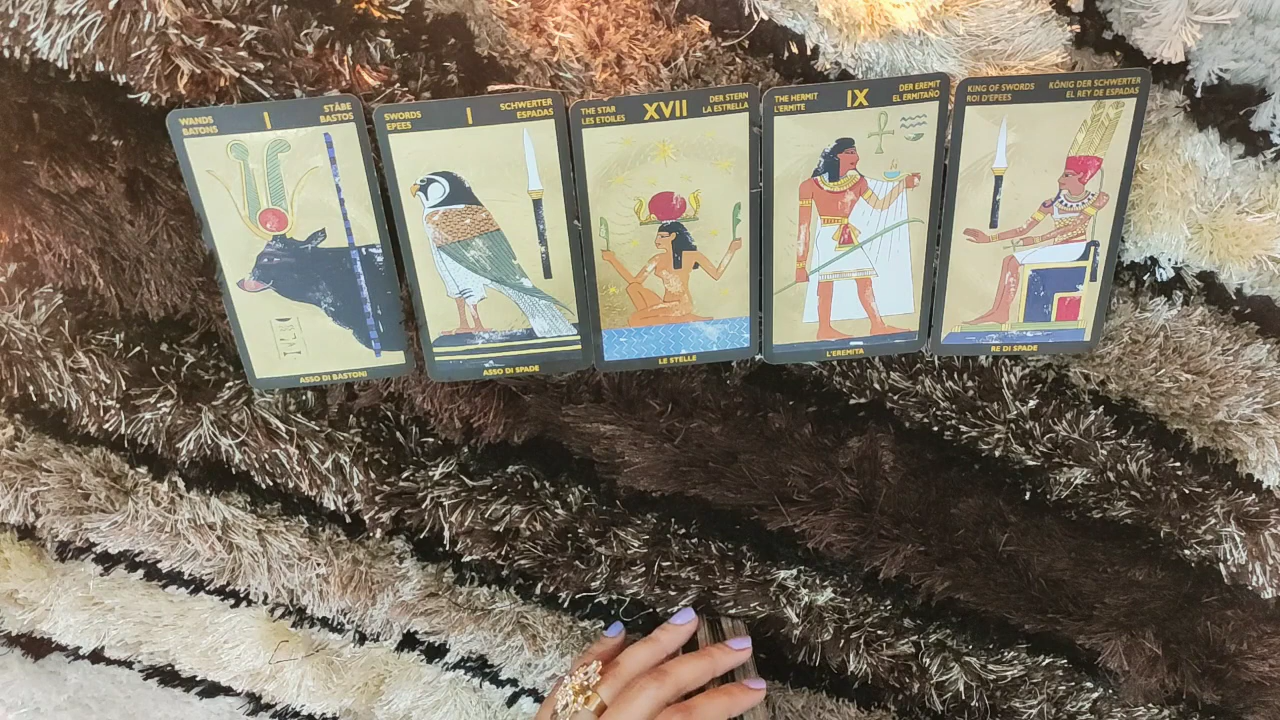 WANDS
BATONS
I
STÄBE
BASTOS
ASSO DI BASTONI
SWORDS
EPEES
I
SCHWERTER
ESPADAS
ASSO DI SPADE
THE STAR
LES ETOILES
XVII
DER STERN
LA ESTRELLA
LE STELLE
THE HERMIT
L'ERMITE
IX
DER EREMIT
EL ERMITAÑO
L'EREMITA
KING OF SWORDS
ROI D'EPEES
KÖNIG DER SCHWERTER
EL REY DE ESPADAS
RE DI SPADE